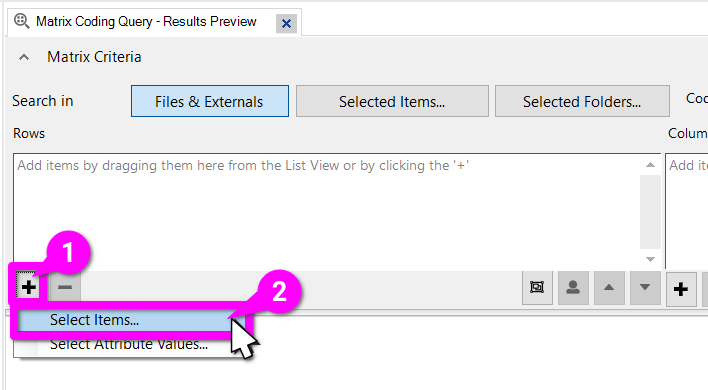 Matrix Coding Query - Results Preview
Matrix Criteria
Search in Files & Externals Selected Items... Selected Folders... Coc
Rows Colum
Add items by dragging them here from the List View or by clicking the '+' Add ite
1
2
Select Items...
Select Attribute Values...